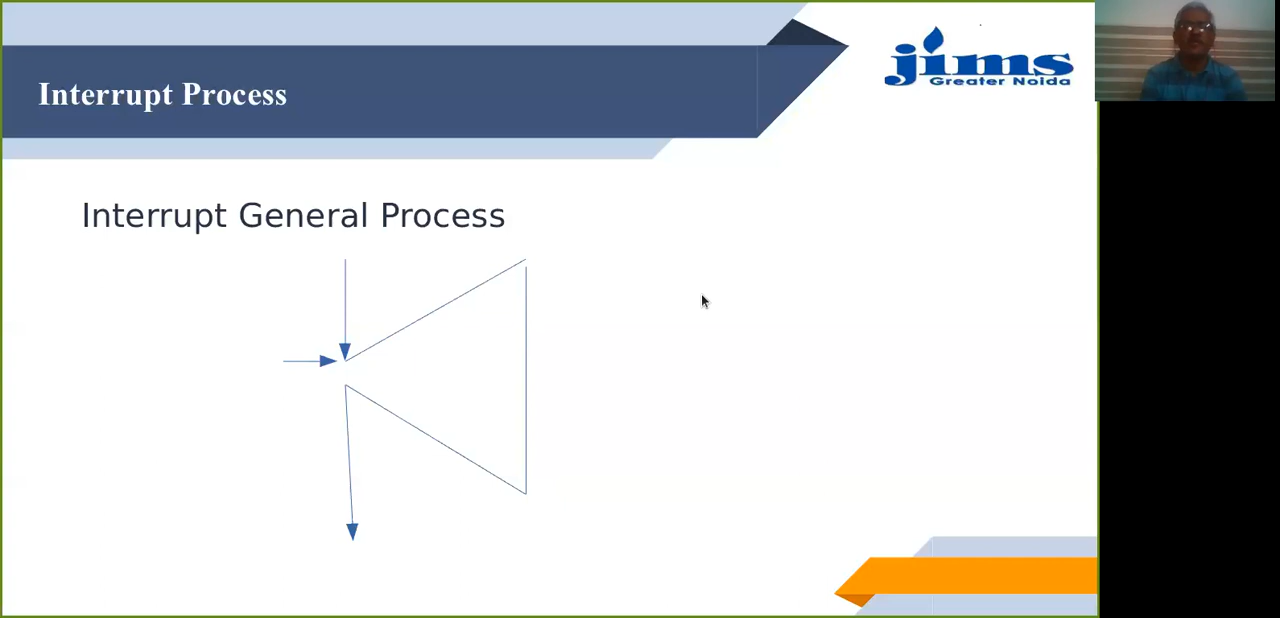 Interrupt Process
jims
Greater Noida
Interrupt General Process